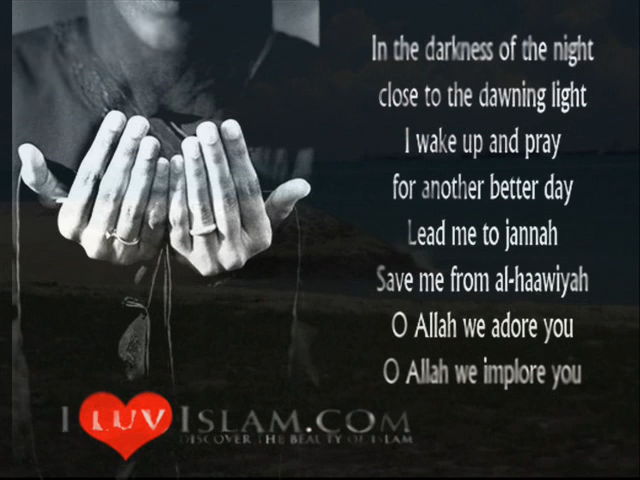 In the darkness of the night
close to the dawning light
I wake up and pray
for another better day
Lead me to jannah
Save me from al-haawiyah
O Allah we adore you
O Allah we implore you
I LUV ISLAM.COM
DISCOVER THE BEAUTY OF ISLAM